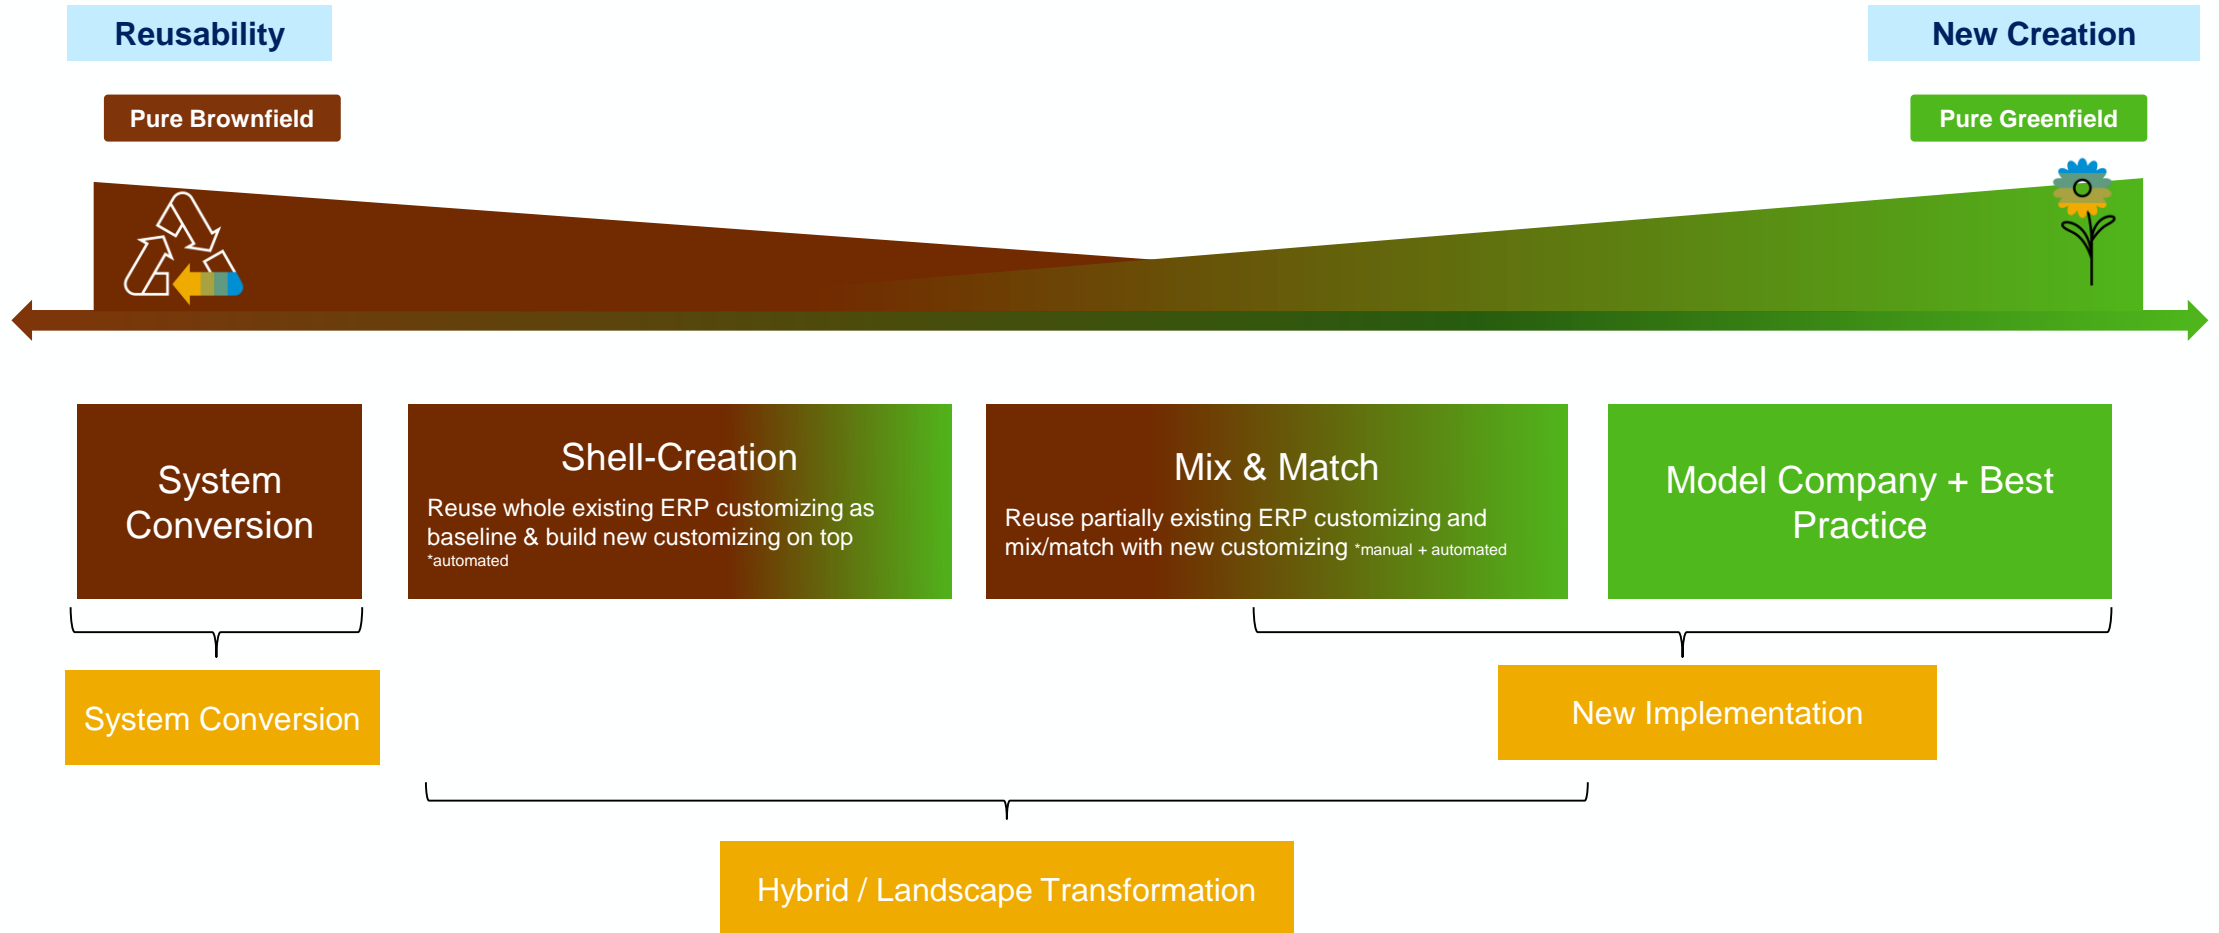 Reusability
New Creation
Pure Brownfield
Pure Greenfield
System
Conversion
Shell-Creation
Reuse whole existing ERP customizing as
baseline & build new customizing on top
*automated
Mix & Match
Reuse partially existing ERP customizing and
mix/match with new customizing *manual + automated
Model Company + Best
Practice
System Conversion
New Implementation
Hybrid / Landscape Transformation